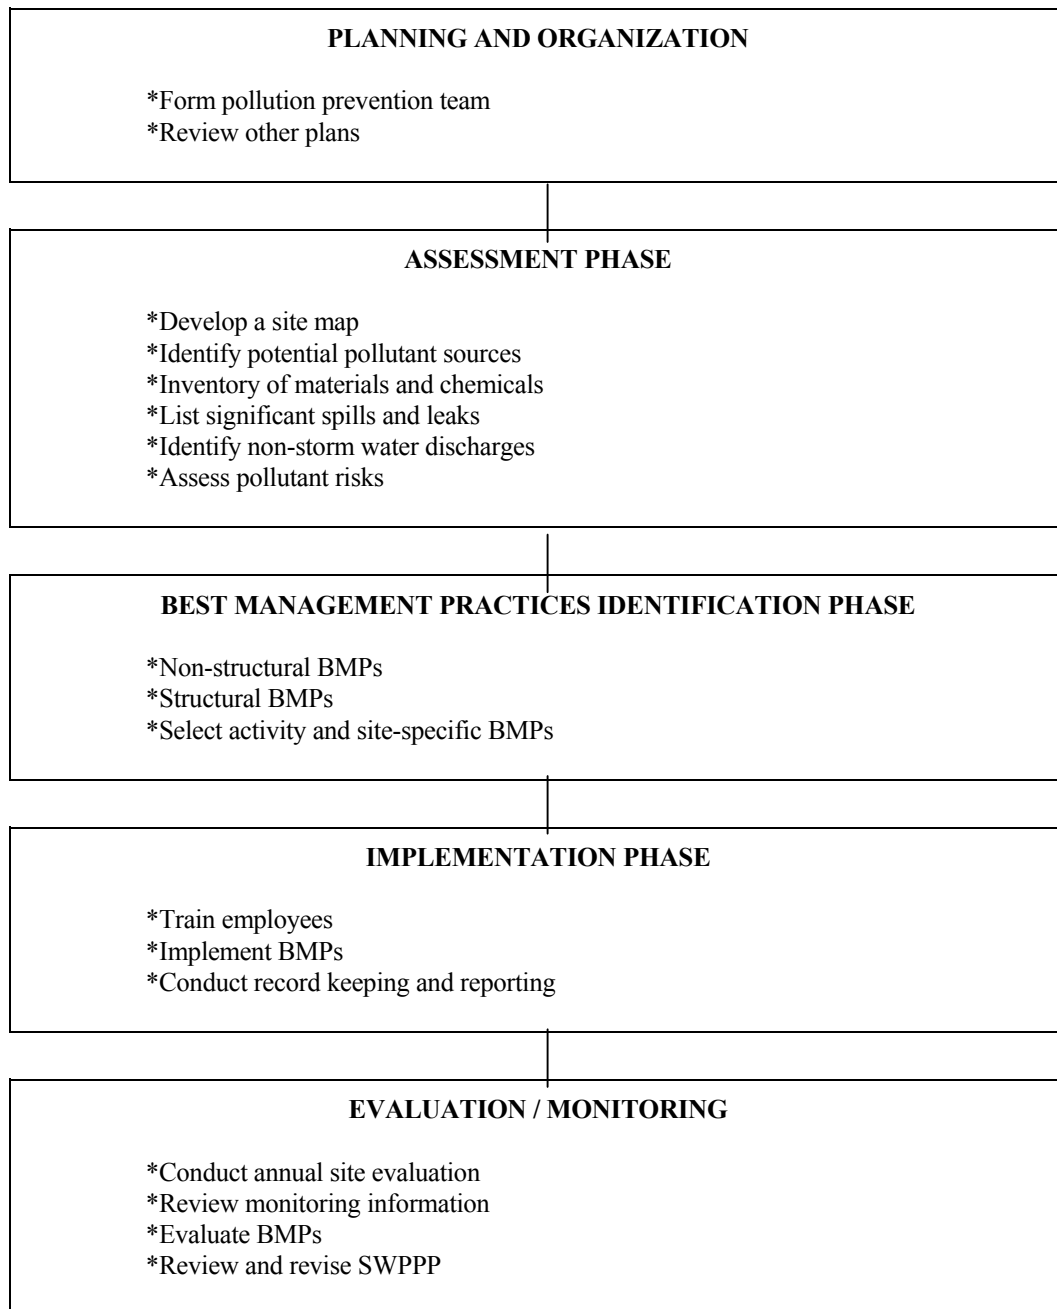 PLANNING AND ORGANIZATION
*Form pollution prevention team
*Review other plans
ASSESSMENT PHASE
*Develop a site map
*Identify potential pollutant sources
*Inventory of materials and chemicals
*List significant spills and leaks
*Identify non-storm water discharges
*Assess pollutant risks
BEST MANAGEMENT PRACTICES IDENTIFICATION PHASE
*Non-structural BMPs
*Structural BMPs
*Select activity and site-specific BMPs
IMPLEMENTATION PHASE
*Train employees
*Implement BMPs
*Conduct record keeping and reporting
EVALUATION / MONITORING
*Conduct annual site evaluation
*Review monitoring information
*Evaluate BMPs
*Review and revise SWPPP